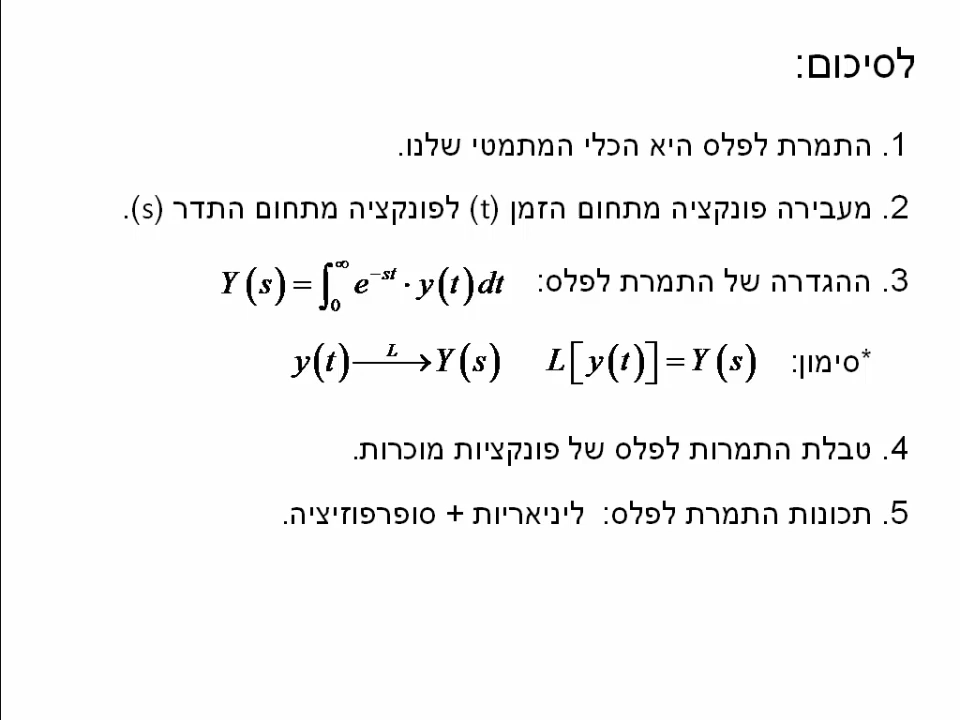 לסיכום:
1. התמרת לפלס היא הכלי המתמטי שלנו.
2. מעבירה פונקציה מתחום הזמן (t) לפונקציה מתחום התדר (s).
3. ההגדרה של התמרת לפלס: Y(s) = ∫₀^∞ e^{-st} · y(t)dt
*סימון: L[y(t)] = Y(s) y(t) —L→ Y(s)
4. טבלת התמרות לפלס של פונקציות מוכרות.
5. תכונות התמרת לפלס: ליניאריות + סופרפוזיציה.